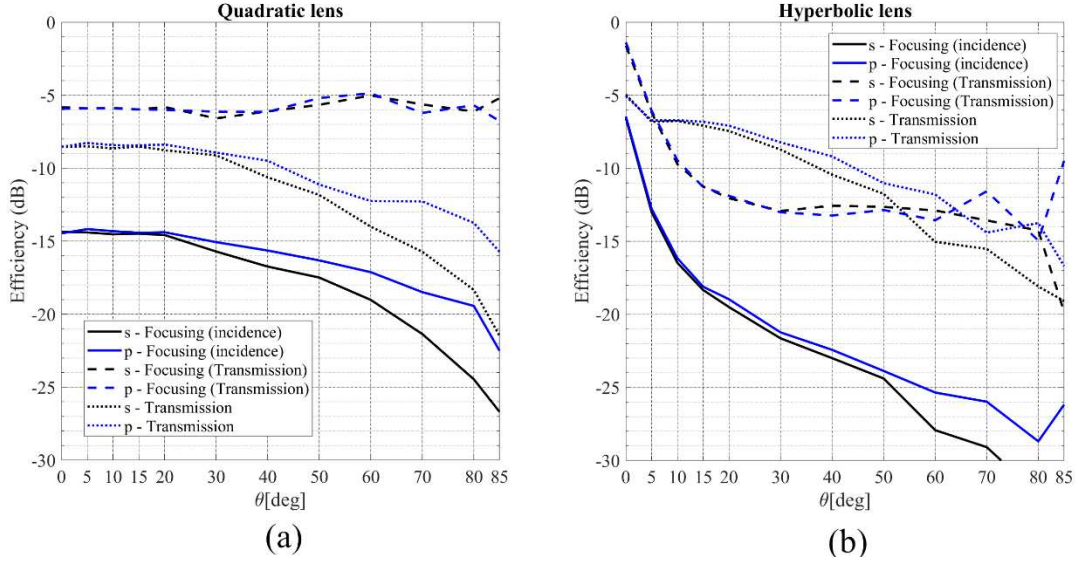 Quadratic lens
0
-5
-10
-15
-20
-25
-30
Efficiency (dB)
s - Focusing (incidence)
p - Focusing (incidence)
s - Focusing (Transmission)
p - Focusing (Transmission)
s - Transmission
p - Transmission
0 5 10 15 20 30 40 50 60 70 80 85
θ[deg]
(a)
Hyperbolic lens
0
-5
-10
-15
-20
-25
-30
Efficiency (dB)
s - Focusing (incidence)
p - Focusing (incidence)
s - Focusing (Transmission)
p - Focusing (Transmission)
s - Transmission
p - Transmission
0 5 10 15 20 30 40 50 60 70 80 85
θ[deg]
(b)